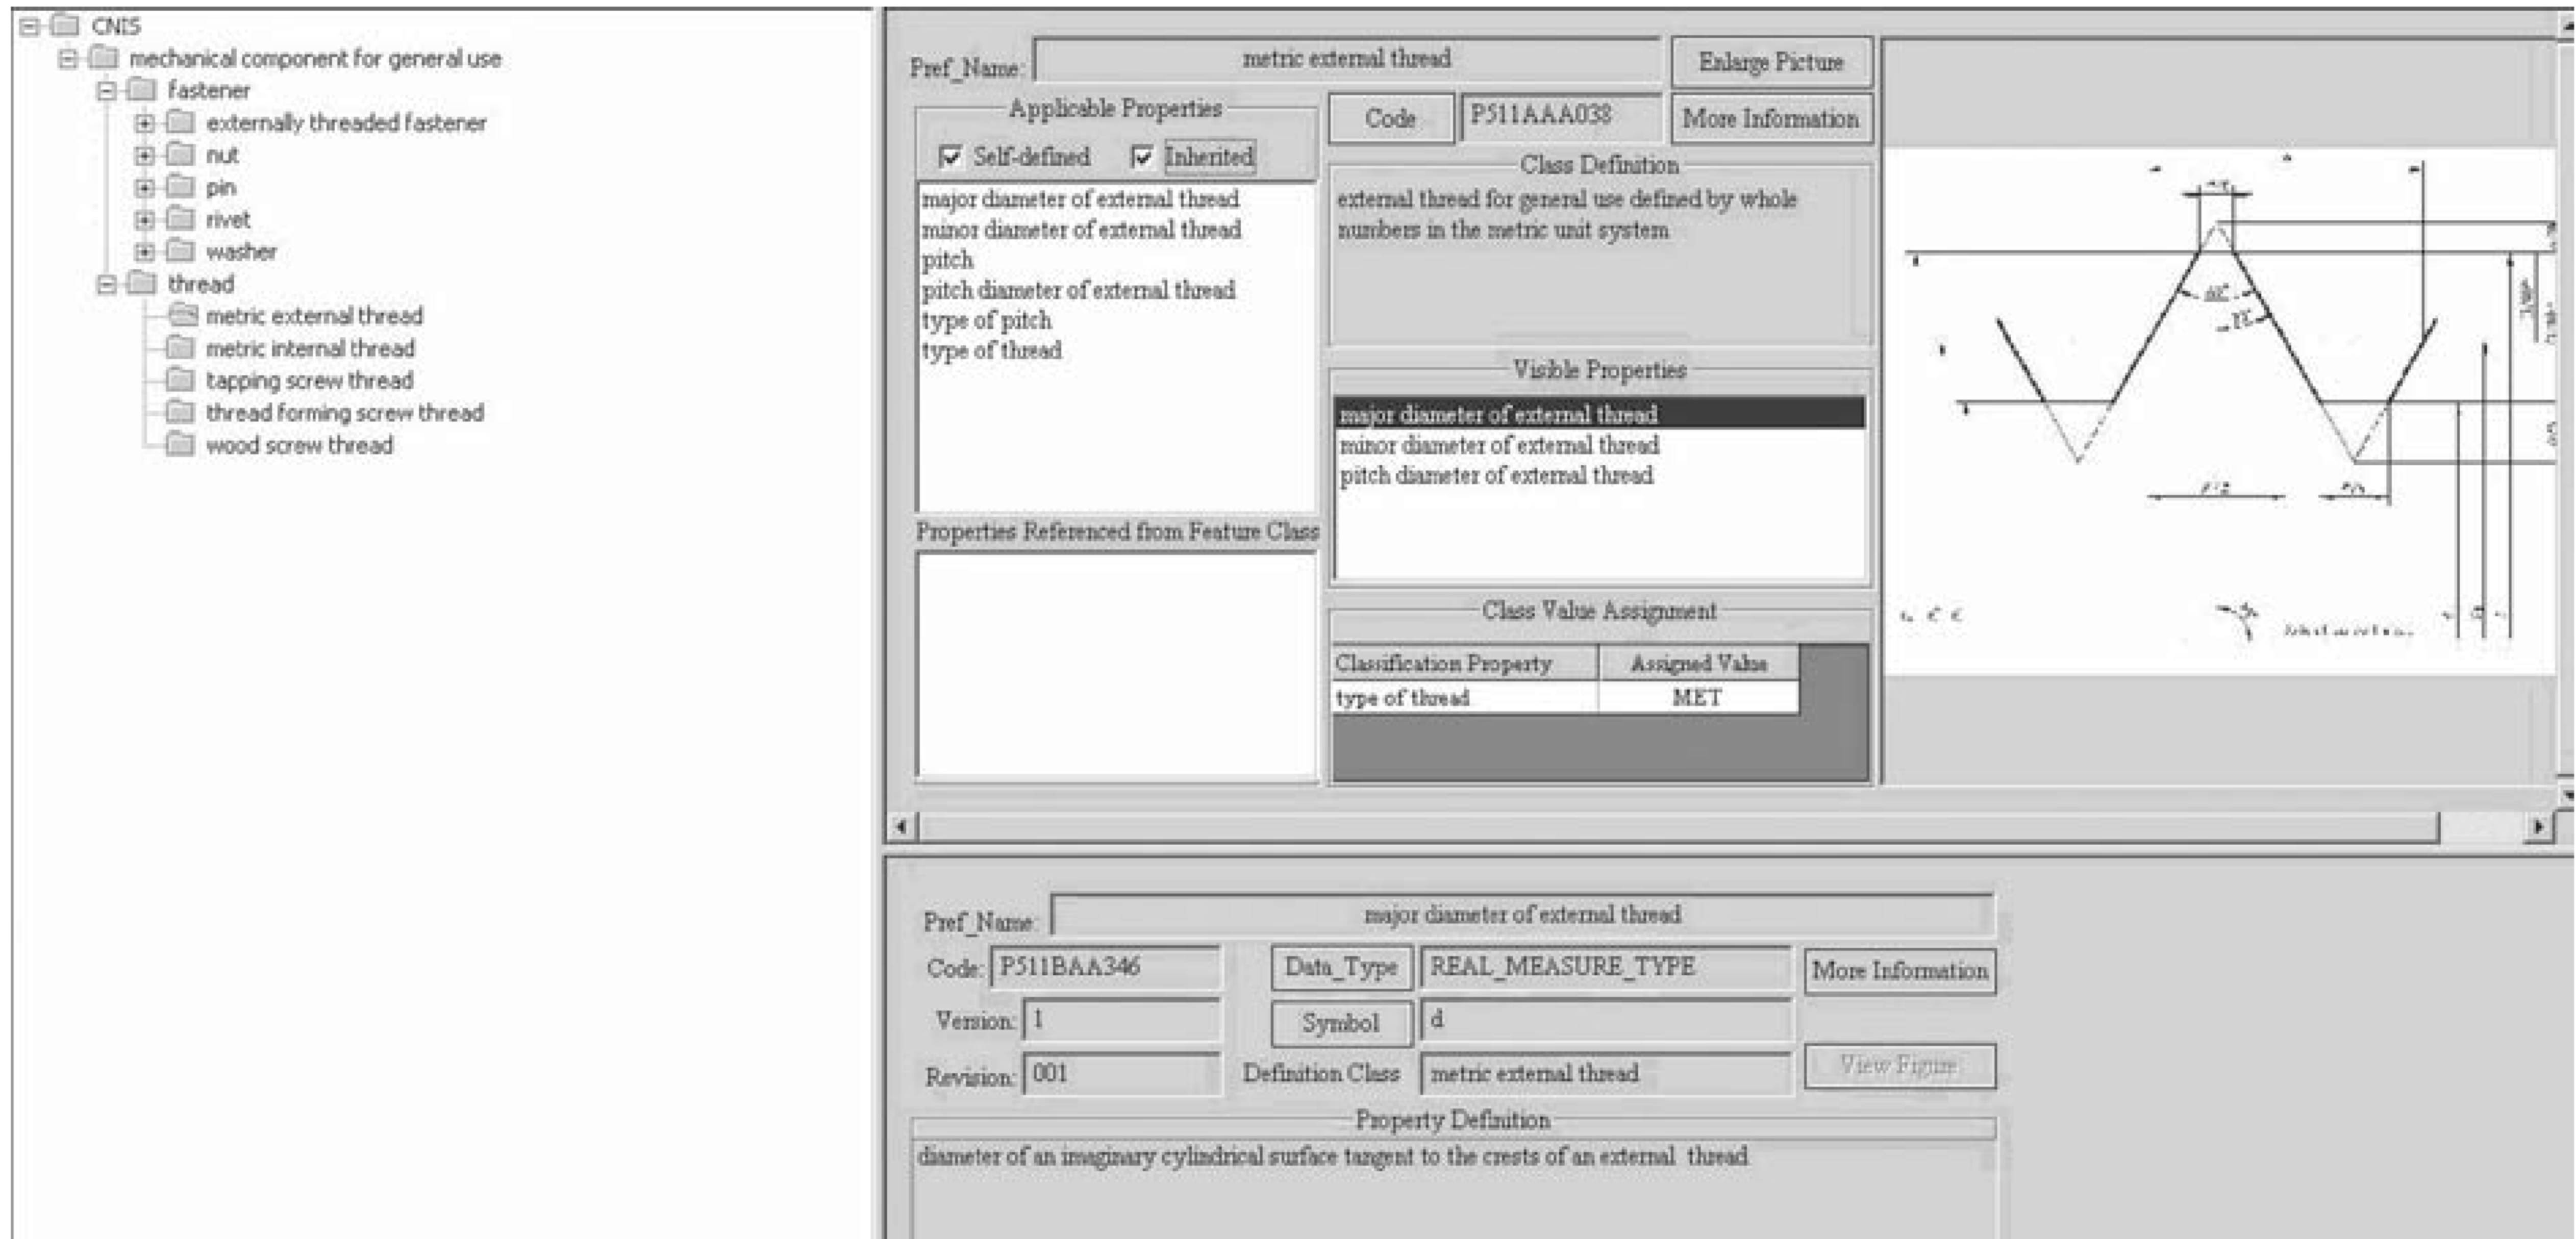 CNIS
mechanical component for general use
fastener
externally threaded fastener
nut
pin
rivet
washer
thread
metric external thread
metric internal thread
tapping screw thread
thread forming screw thread
wood screw thread
Pref_Name: metric external thread
Enlarge Picture
Applicable Properties
Self-defined Inherited
major diameter of external thread
minor diameter of external thread
pitch
pitch diameter of external thread
type of pitch
type of thread
Properties Referenced from Feature Class
Code P511AAA038
More Information
Class Definition
external thread for general use defined by whole
numbers in the metric unit system
Visible Properties
major diameter of external thread
minor diameter of external thread
pitch diameter of external thread
Class Value Assignment
Classification Property Assigned Value
type of thread MET
Pref_Name: major diameter of external thread
Code: P511BAA346 Data_Type REAL_MEASURE_TYPE More Information
Version: 1 Symbol d
Revision: 001 Definition Class metric external thread View Figure
Property Definition
diameter of an imaginary cylindrical surface tangent to the crests of an external thread